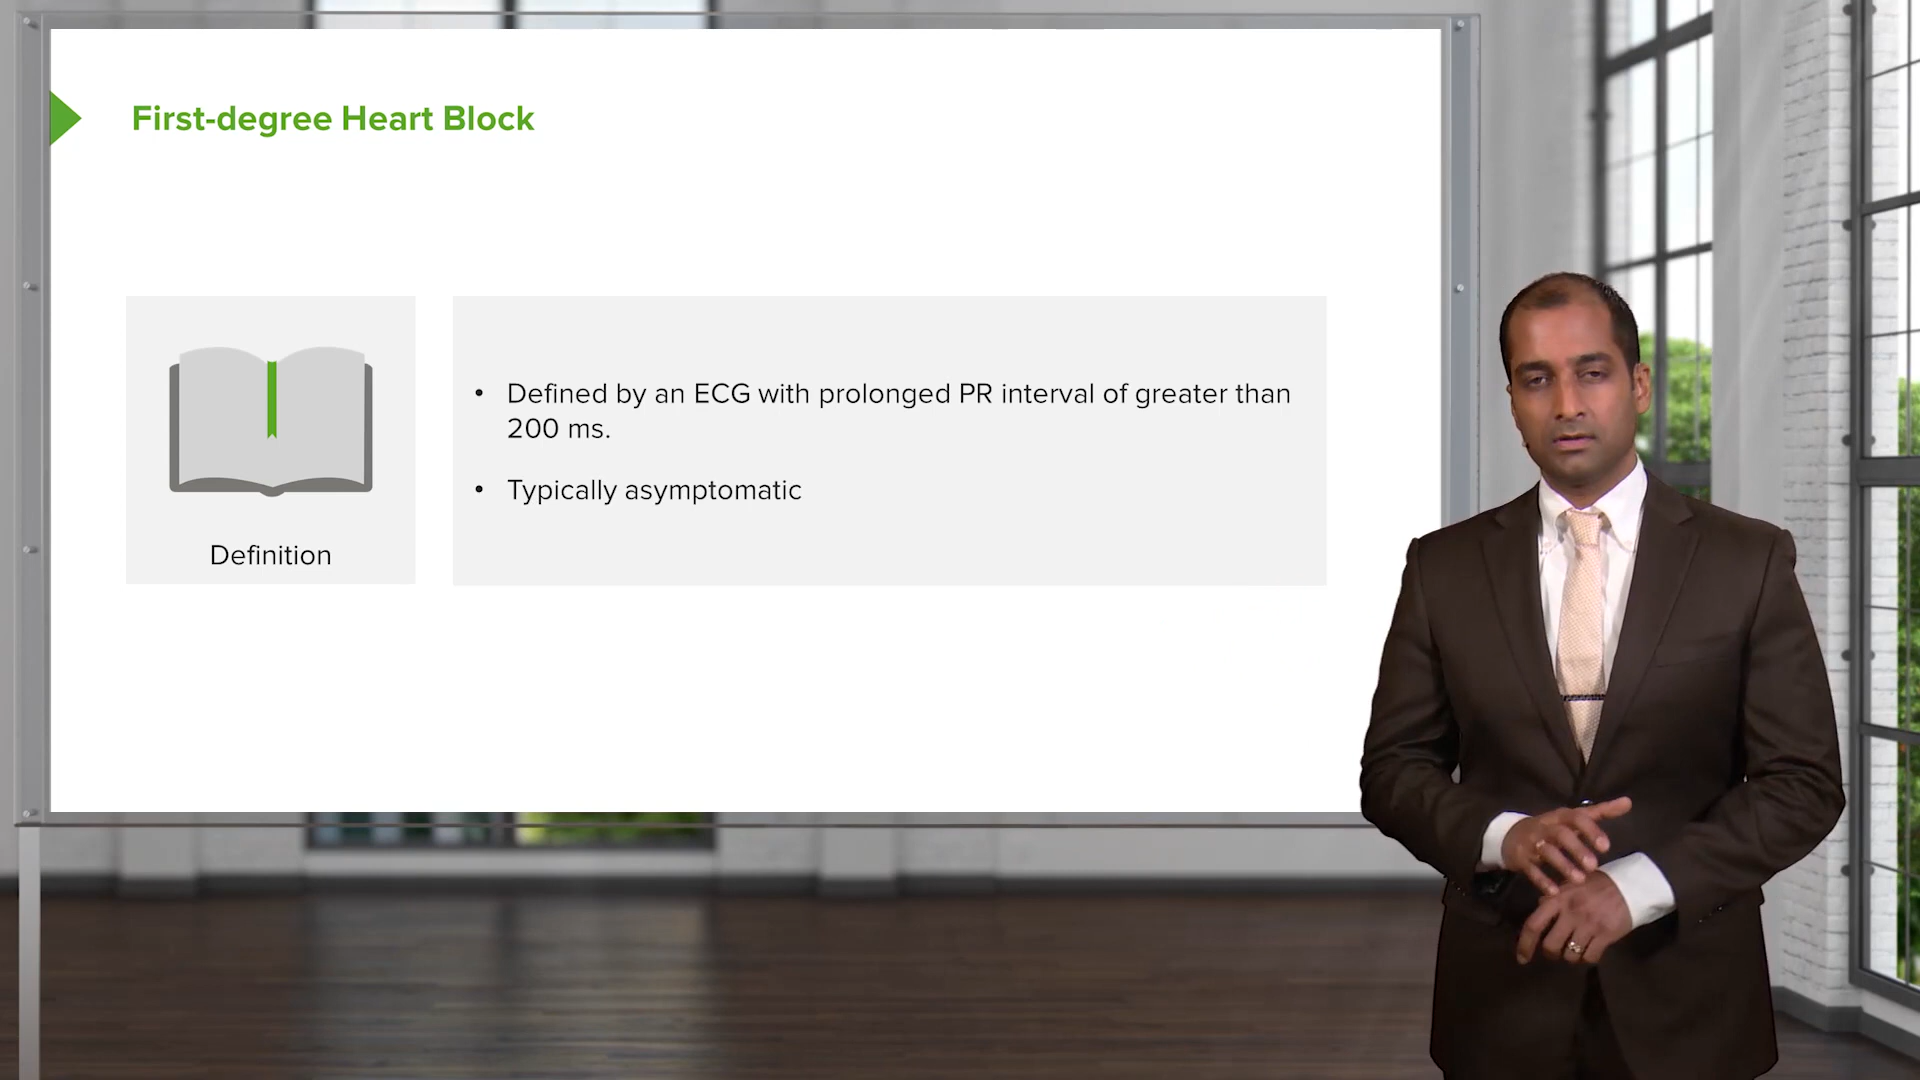 First-degree Heart Block
• Defined by an ECG with prolonged PR interval of greater than
200 ms.
• Typically asymptomatic
Definition